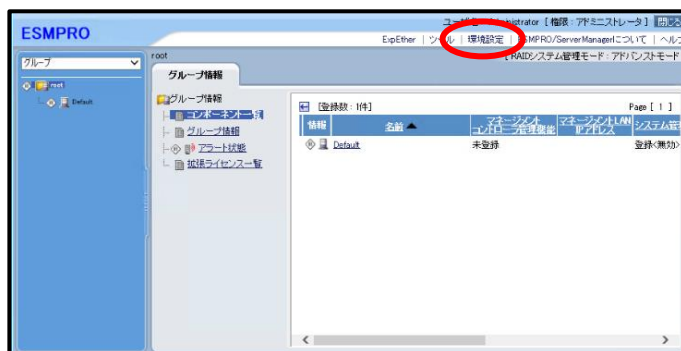 ユーザ名：Administrator [ 権限：アドミニストレータ ] 閉じる
ESMPRO
ExpEther | ツール | 環境設定 | ESMPRO/ServerManagerについて | ヘルプ
グループ
root
[ RAIDシステム管理モード：アドバンストモード
グループ情報
root
Default
グループ情報
コンポーネント一覧
グループ情報
アラート状態
拡張ライセンス一覧
[登録数：1件]
Page [ 1 ]
情報 名前▲ マネージメント コントローラ管理機能 マネージメントLAN IPアドレス システム管
Default 未登録 登録<無効>